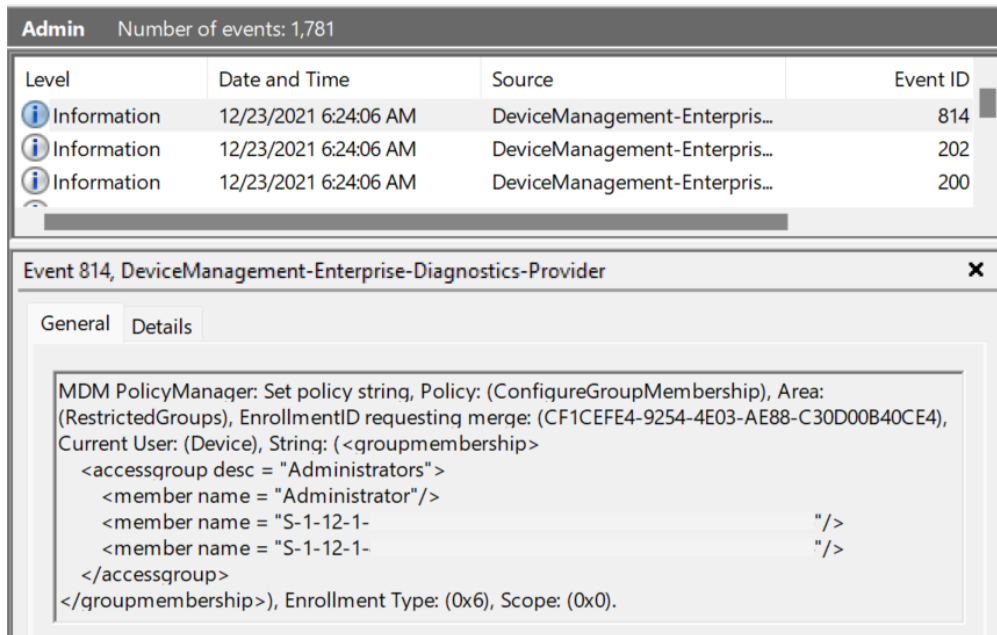 Admin Number of events: 1,781
Level Date and Time Source Event ID
Information 12/23/2021 6:24:06 AM DeviceManagement-Enterpris... 814
Information 12/23/2021 6:24:06 AM DeviceManagement-Enterpris... 202
Information 12/23/2021 6:24:06 AM DeviceManagement-Enterpris... 200
Event 814, DeviceManagement-Enterprise-Diagnostics-Provider
General Details
MDM PolicyManager: Set policy string, Policy: (ConfigureGroupMembership), Area:
(RestrictedGroups), EnrollmentID requesting merge: (CF1CEFE4-9254-4E03-AE88-C30D00B40CE4),
Current User: (Device), String: (<groupmembership>
<accessgroup desc = "Administrators">
<member name = "Administrator"/>
<member name = "S-1-12-1- "/>
<member name = "S-1-12-1- "/>
</accessgroup>
</groupmembership>), Enrollment Type: (0x6), Scope: (0x0).